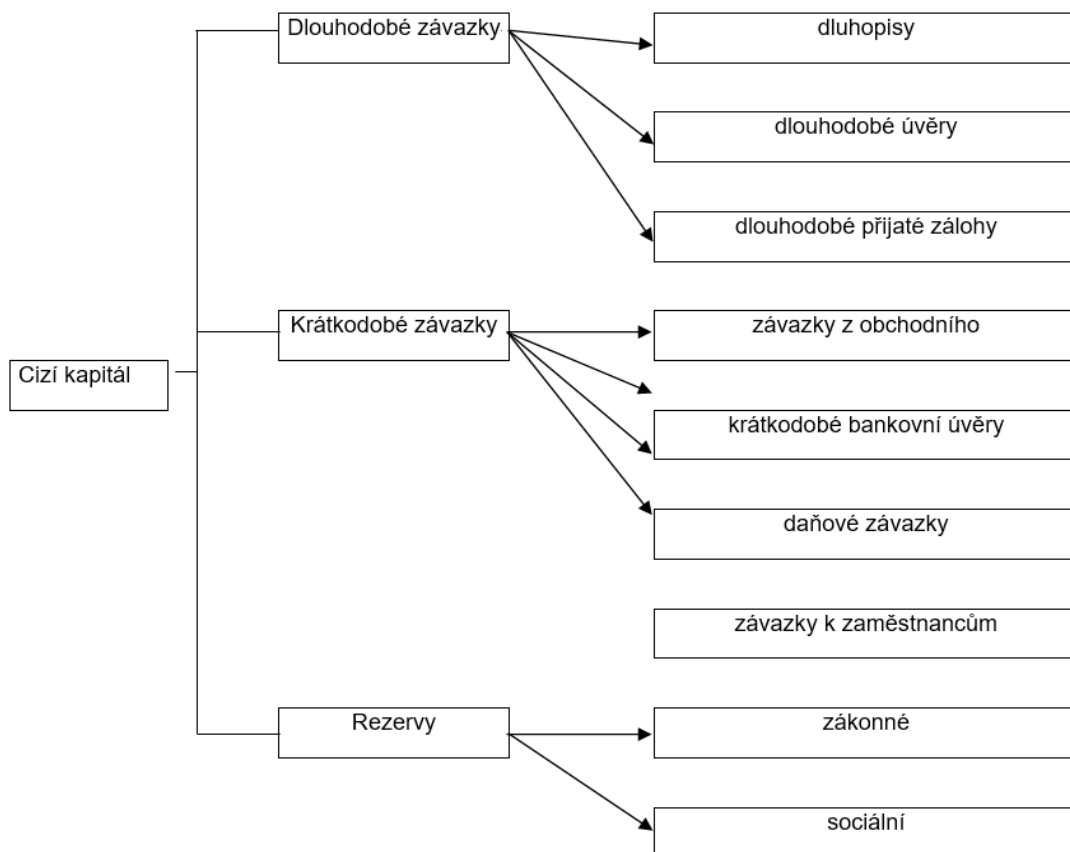 Dlouhodobé závazky
dluhopisy
dlouhodobé úvěry
dlouhodobé přijaté zálohy
Krátkodobé závazky
závazky z obchodního
Cizí kapitál
krátkodobé bankovní úvěry
daňové závazky
závazky k zaměstnancům
Rezervy
zákonné
sociální